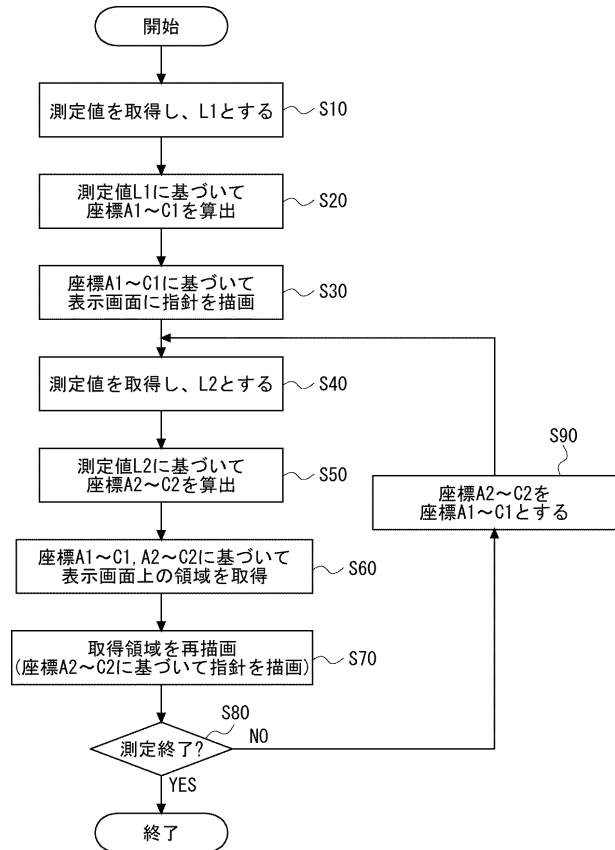 開始
測定値を取得し、L1とする
S10
測定値L1に基づいて
座標A1～C1を算出
S20
座標A1～C1に基づいて
表示画面に指針を描画
S30
測定値を取得し、L2とする
S40
測定値L2に基づいて
座標A2～C2を算出
S50
S90
座標A2～C2を
座標A1～C1とする
座標A1～C1,A2～C2に基づいて
表示画面上の領域を取得
S60
取得領域を再描画
(座標A2～C2に基づいて指針を描画)
S70
S80
測定終了?
NO
YES
終了